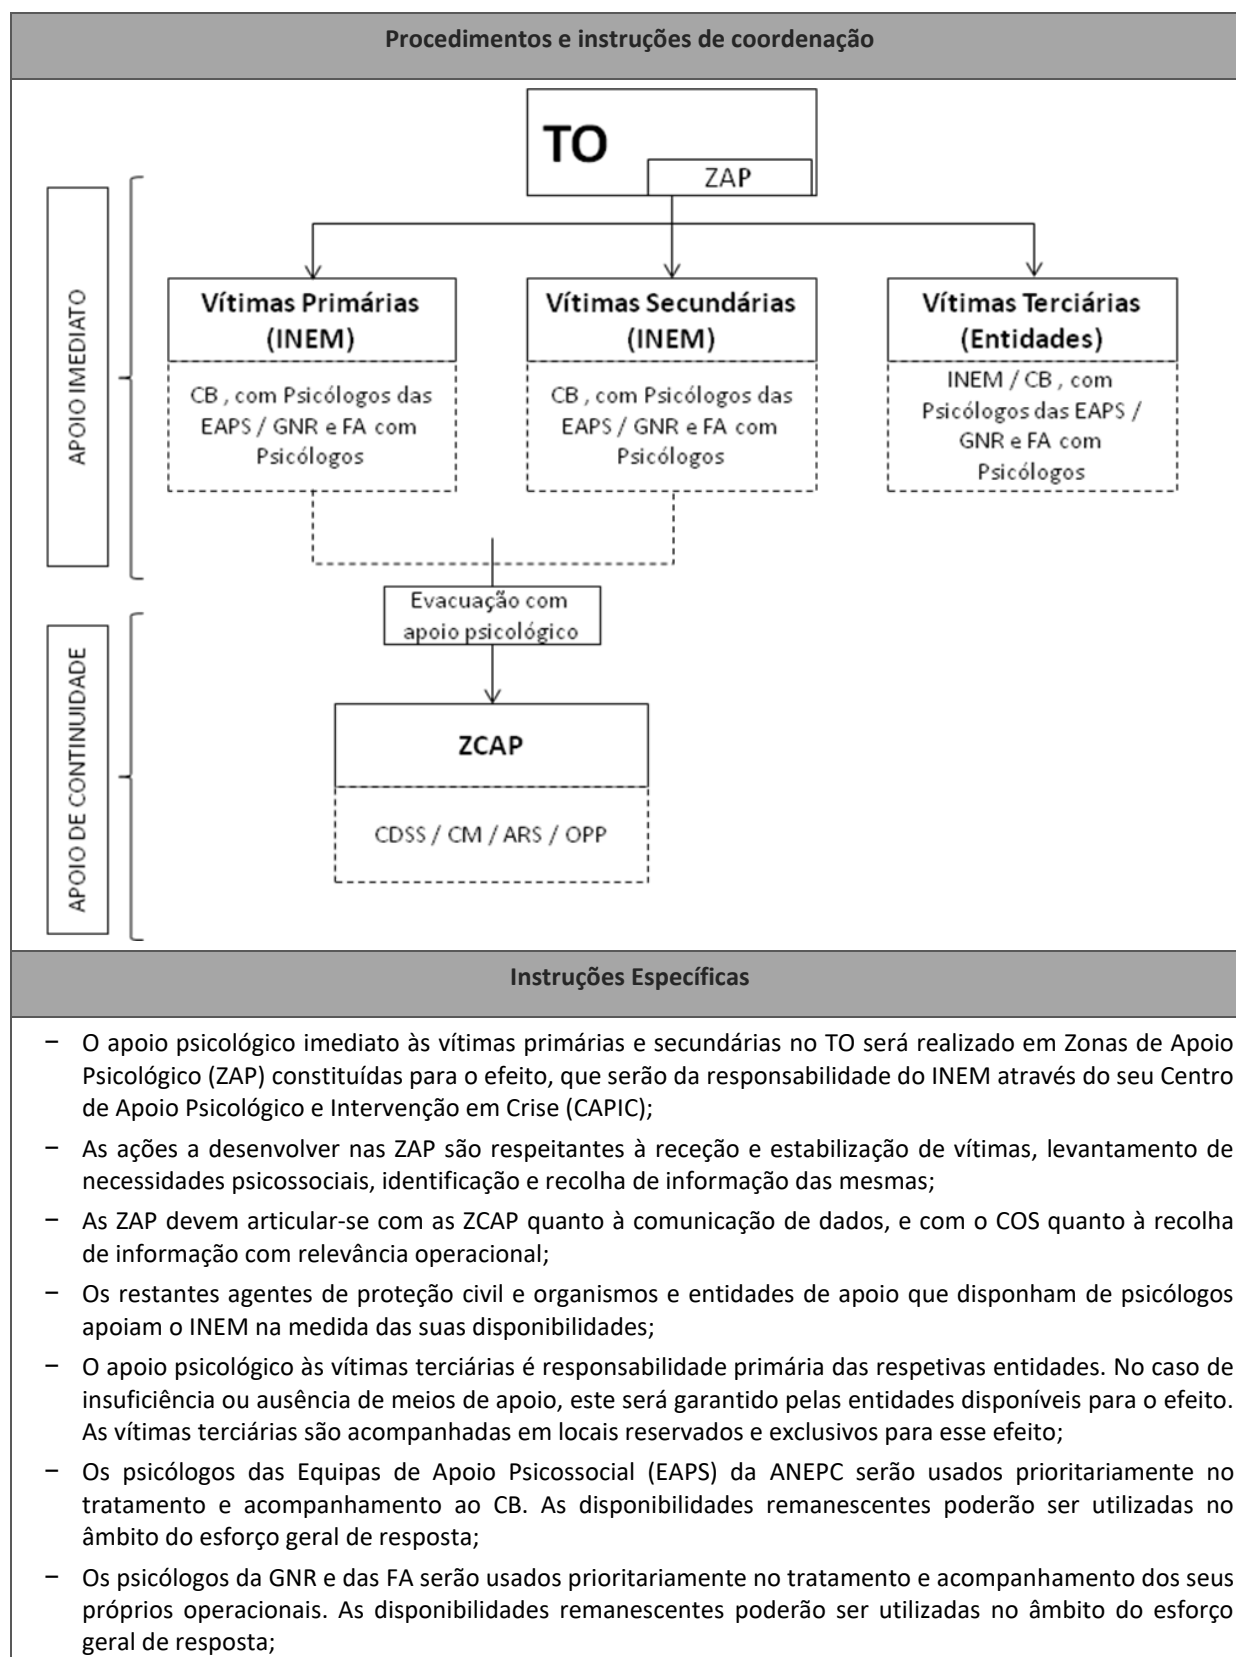 Procedimentos e instruções de coordenação
TO
ZAP
APOIO IMEDIATO
Vítimas Primárias
(INEM)
CB , com Psicólogos das
EAPS / GNR e FA com
Psicólogos
Vítimas Secundárias
(INEM)
CB , com Psicólogos das
EAPS / GNR e FA com
Psicólogos
Vítimas Terciárias
(Entidades)
INEM / CB , com
Psicólogos das EAPS /
GNR e FA com
Psicólogos
Evacuação com
apoio psicológico
APOIO DE CONTINUIDADE
ZCAP
CDSS / CM / ARS / OPP
Instruções Específicas
− O apoio psicológico imediato às vítimas primárias e secundárias no TO será realizado em Zonas de Apoio
Psicológico (ZAP) constituídas para o efeito, que serão da responsabilidade do INEM através do seu Centro
de Apoio Psicológico e Intervenção em Crise (CAPIC);
− As ações a desenvolver nas ZAP são respeitantes à receção e estabilização de vítimas, levantamento de
necessidades psicossociais, identificação e recolha de informação das mesmas;
− As ZAP devem articular-se com as ZCAP quanto à comunicação de dados, e com o COS quanto à recolha
de informação com relevância operacional;
− Os restantes agentes de proteção civil e organismos e entidades de apoio que disponham de psicólogos
apoiam o INEM na medida das suas disponibilidades;
− O apoio psicológico às vítimas terciárias é responsabilidade primária das respetivas entidades. No caso de
insuficiência ou ausência de meios de apoio, este será garantido pelas entidades disponíveis para o efeito.
As vítimas terciárias são acompanhadas em locais reservados e exclusivos para esse efeito;
− Os psicólogos das Equipas de Apoio Psicossocial (EAPS) da ANEPC serão usados prioritariamente no
tratamento e acompanhamento ao CB. As disponibilidades remanescentes poderão ser utilizadas no
âmbito do esforço geral de resposta;
− Os psicólogos da GNR e das FA serão usados prioritariamente no tratamento e acompanhamento dos seus
próprios operacionais. As disponibilidades remanescentes poderão ser utilizadas no âmbito do esforço
geral de resposta;